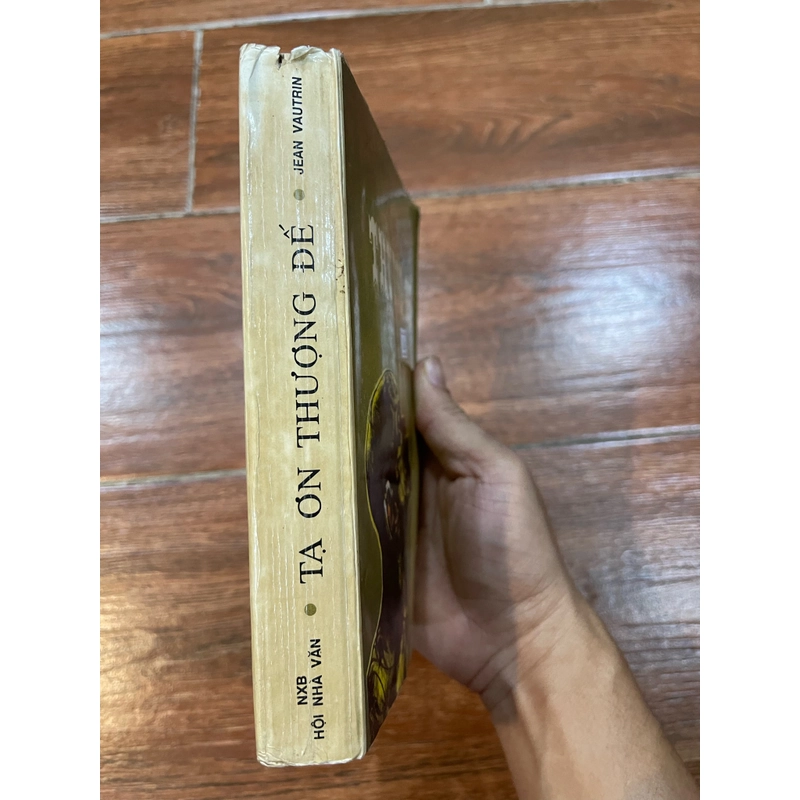 NXB
HỘI NHÀ VĂN
TẠ ƠN THƯỢNG ĐẾ
JEAN VAUTRIN